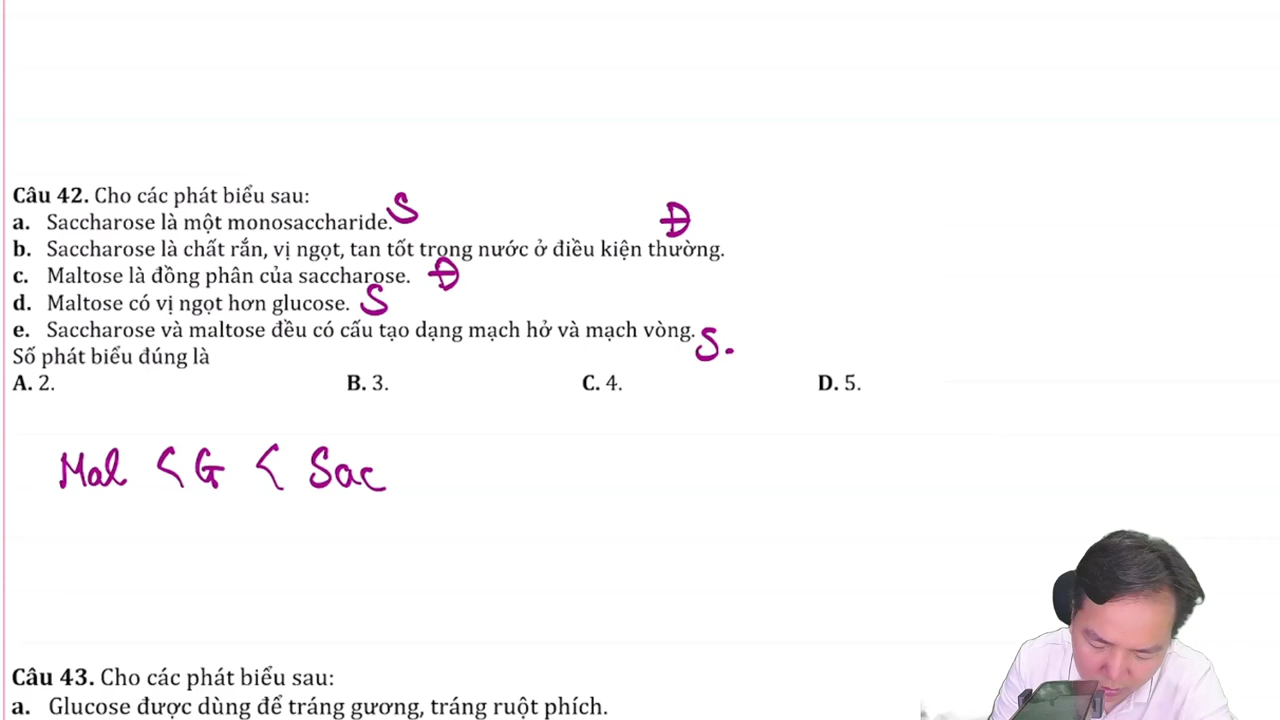 Câu 42. Cho các phát biểu sau:
a. Saccharose là một monosaccharide. S
b. Saccharose là chất rắn, vị ngọt, tan tốt trong nước ở điều kiện thường. Đ
c. Maltose là đồng phân của saccharose. Đ
d. Maltose có vị ngọt hơn glucose. S
e. Saccharose và maltose đều có cấu tạo dạng mạch hở và mạch vòng. S.
Số phát biểu đúng là
A. 2. B. 3. C. 4. D. 5.
Mal < G < Sac
Câu 43. Cho các phát biểu sau:
a. Glucose được dùng để tráng gương, tráng ruột phích.